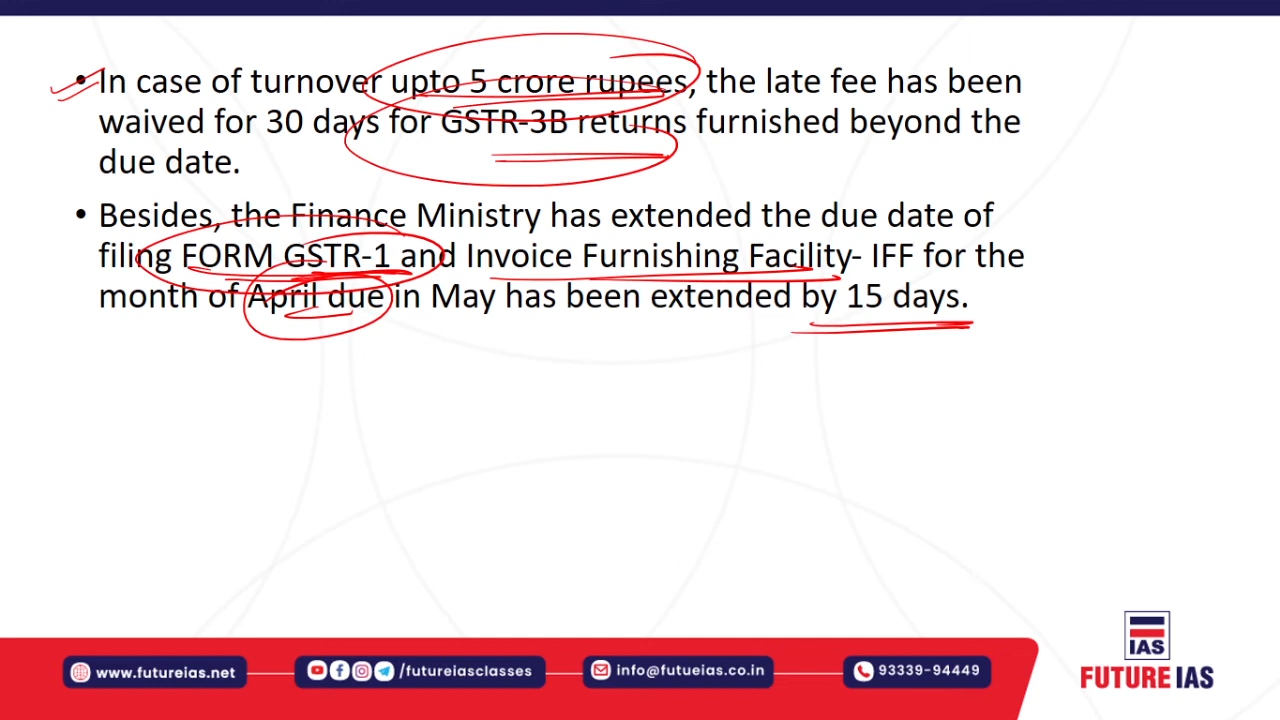 • In case of turnover upto 5 crore rupees, the late fee has been
waived for 30 days for GSTR-3B returns furnished beyond the
due date.
• Besides, the Finance Ministry has extended the due date of
filing FORM GSTR-1 and Invoice Furnishing Facility- IFF for the
month of April due in May has been extended by 15 days.
IAS
FUTURE IAS
www.futureias.net
/futureiasclasses
info@futueias.co.in
93339-94449